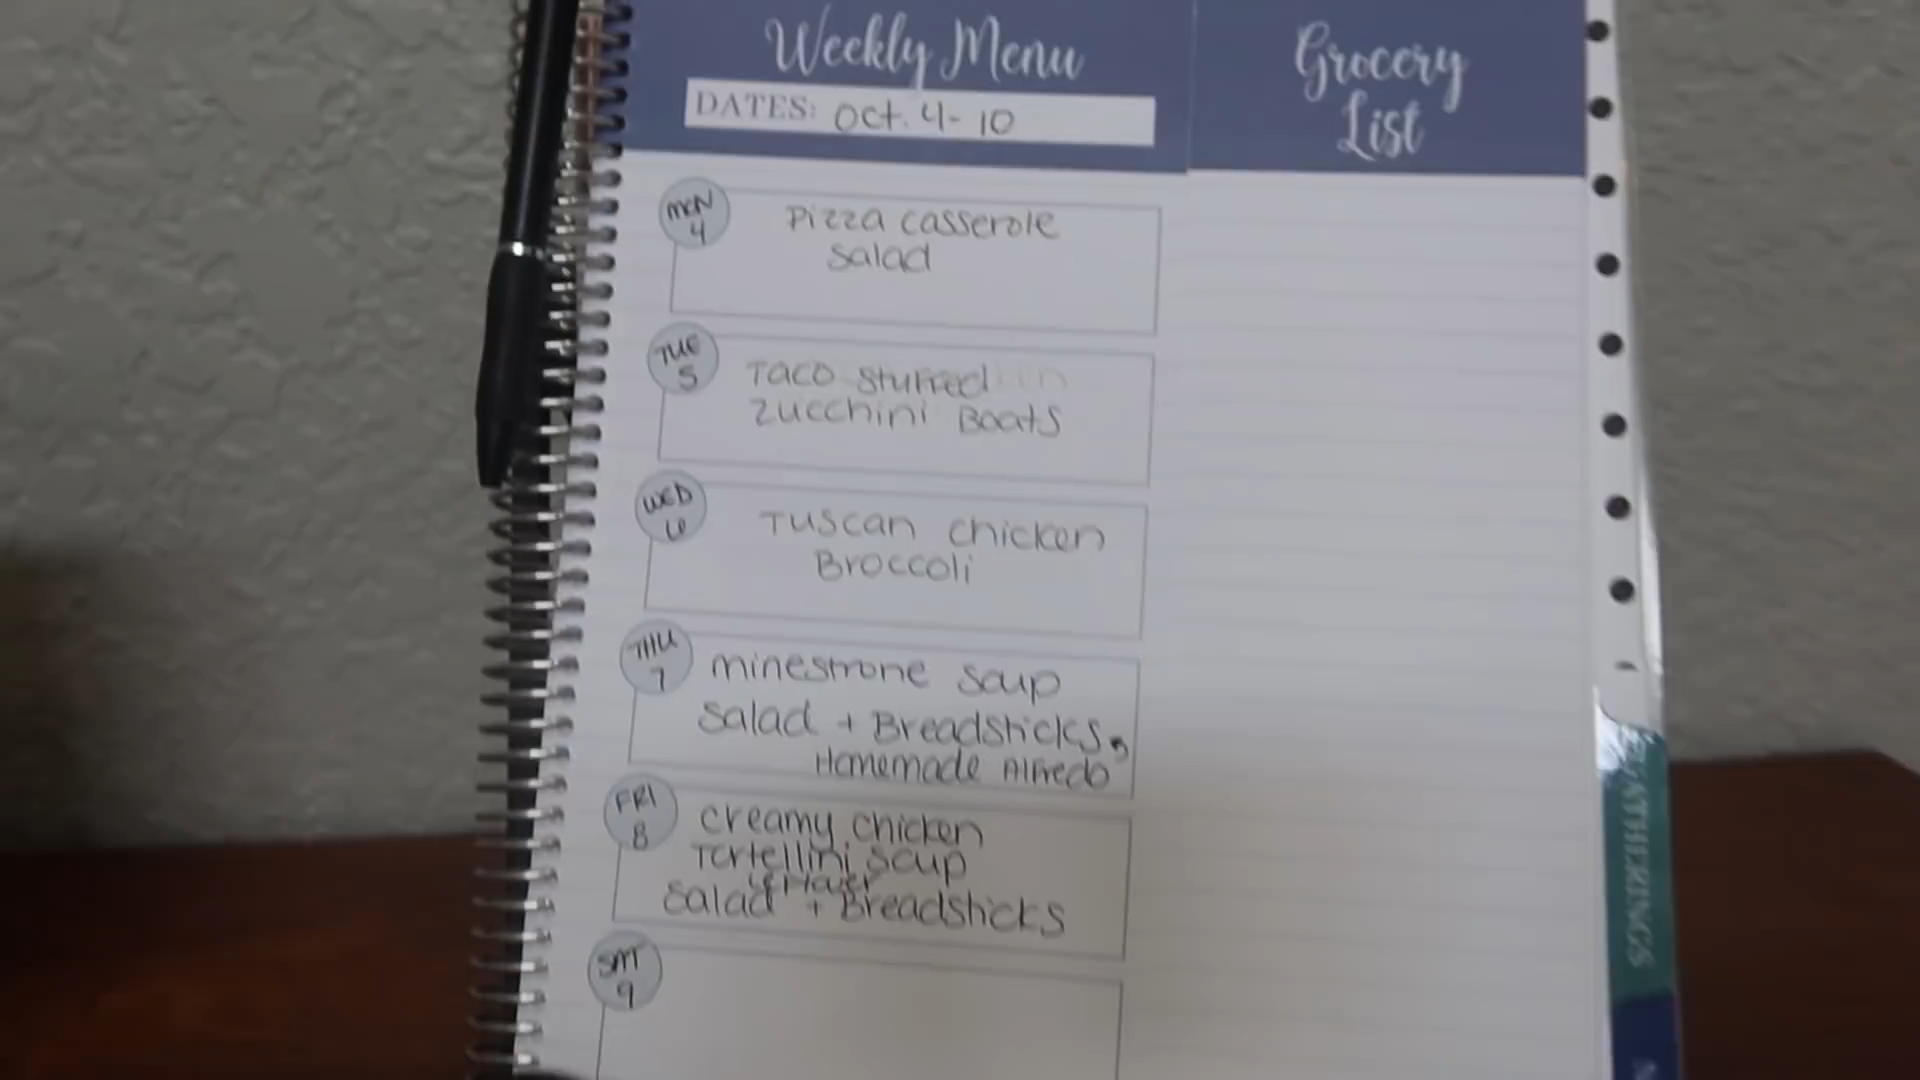 Weekly Menu
DATES: Oct. 4-10
MON
4
Pizza casserole
Salad
TUE
5
Taco stuffed
Zucchini Boats
WED
6
Tuscan chicken
Broccoli
THU
7
minestrone soup
Salad + Breadsticks
Homemade Alfredo
FRI
8
creamy chicken
Tortellini soup
Salad + Breadsticks
SAT
9
Grocery
List
GATHERINGS